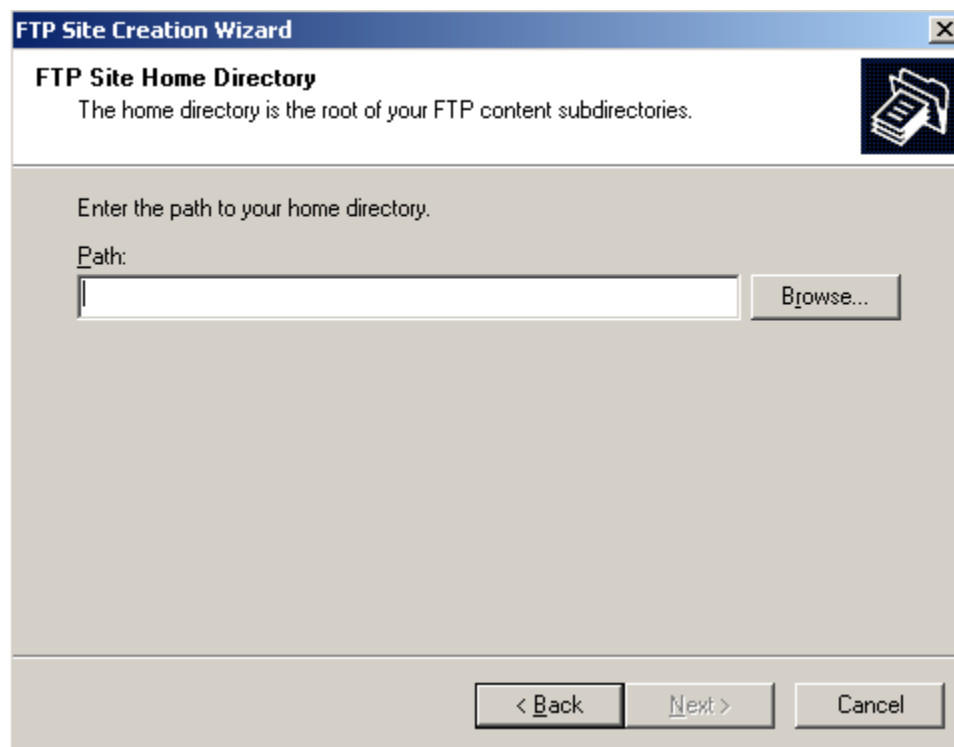 FTP Site Creation Wizard
FTP Site Home Directory
The home directory is the root of your FTP content subdirectories.
Enter the path to your home directory.
Path:
Browse...
< Back
Next >
Cancel